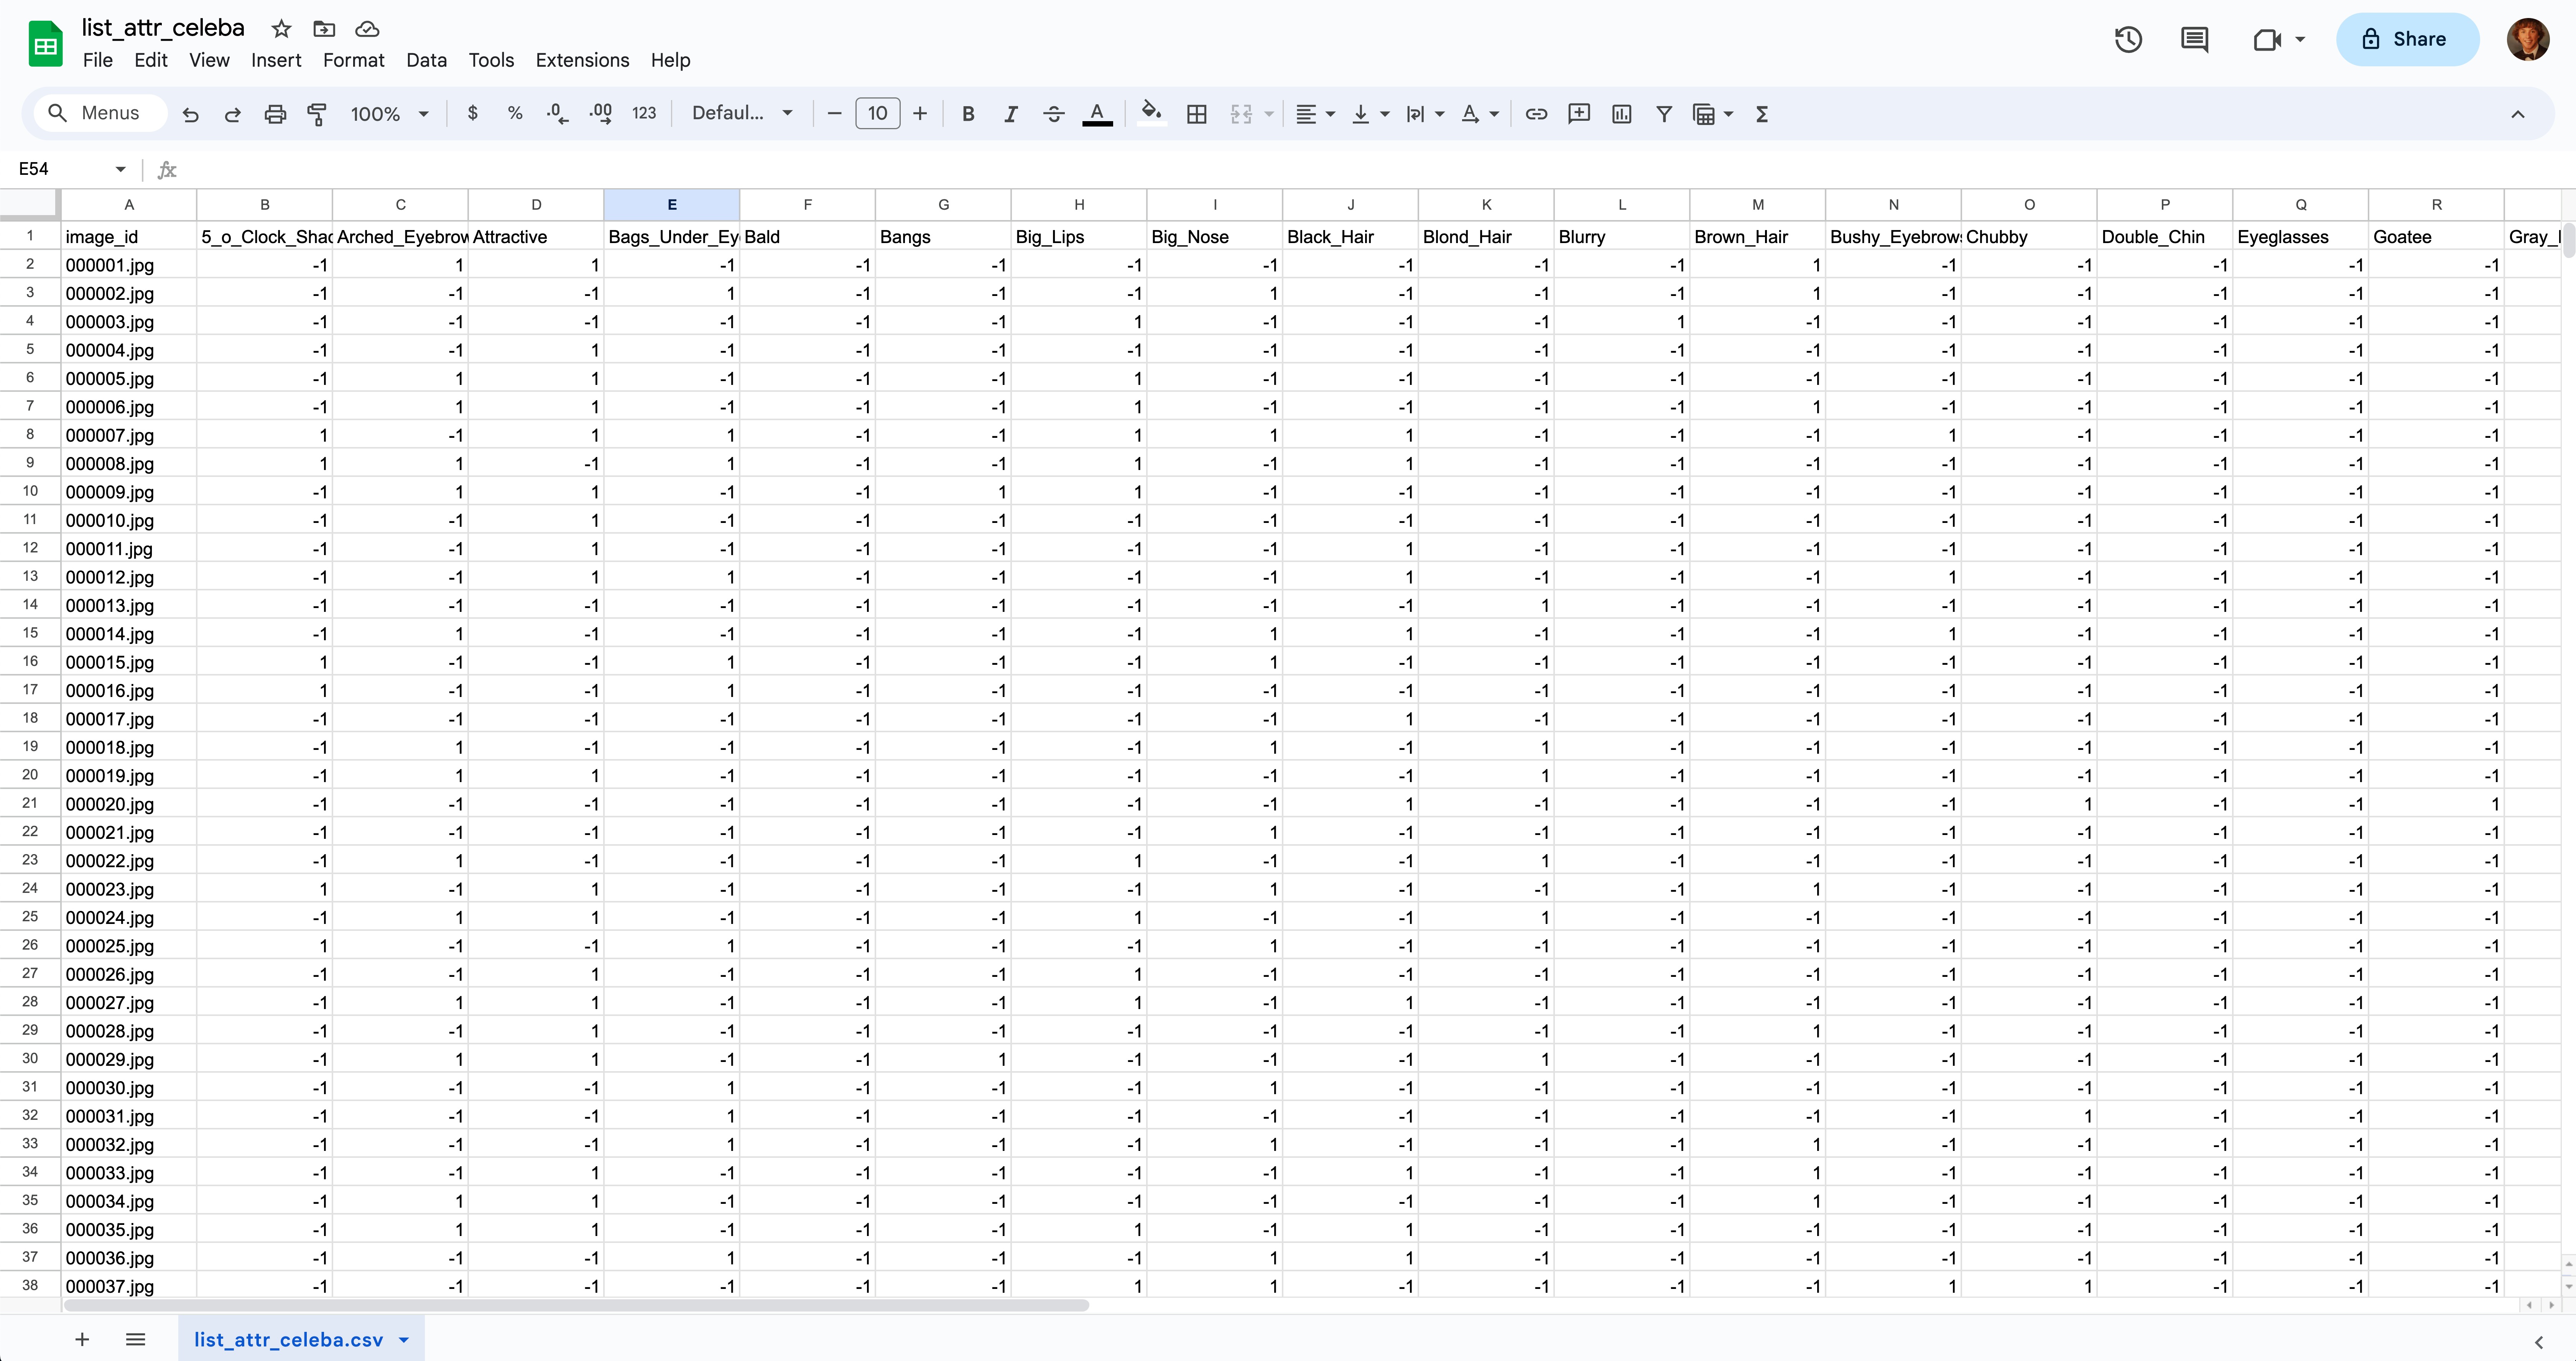 list_attr_celeba
File Edit View Insert Format Data Tools Extensions Help
Share
Menus 100% $ % .0 .00 123 Defaul... 10 B I A A Σ
E54 fx
A B C D E F G H I J K L M N O P Q R
1 image_id 5_o_Clock_Shad Arched_Eyebrow Attractive Bags_Under_Ey Bald Bangs Big_Lips Big_Nose Black_Hair Blond_Hair Blurry Brown_Hair Bushy_Eyebrows Chubby Double_Chin Eyeglasses Goatee Gray_
2 000001.jpg -1 1 1 -1 -1 -1 -1 -1 -1 -1 -1 1 -1 -1 -1 -1 -1
3 000002.jpg -1 -1 -1 1 -1 -1 -1 1 -1 -1 -1 1 -1 -1 -1 -1 -1
4 000003.jpg -1 -1 -1 -1 -1 -1 1 -1 -1 -1 1 -1 -1 -1 -1 -1 -1
5 000004.jpg -1 -1 1 -1 -1 -1 -1 -1 -1 -1 -1 -1 -1 -1 -1 -1 -1
6 000005.jpg -1 1 1 -1 -1 -1 1 -1 -1 -1 -1 -1 -1 -1 -1 -1 -1
7 000006.jpg -1 1 1 -1 -1 -1 1 -1 -1 -1 -1 1 -1 -1 -1 -1 -1
8 000007.jpg 1 -1 1 1 -1 -1 1 1 1 -1 -1 -1 1 -1 -1 -1 -1
9 000008.jpg 1 1 -1 1 -1 -1 1 -1 1 -1 -1 -1 -1 -1 -1 -1 -1
10 000009.jpg -1 1 1 -1 -1 1 1 -1 -1 -1 -1 -1 -1 -1 -1 -1 -1
11 000010.jpg -1 -1 1 -1 -1 -1 -1 -1 -1 -1 -1 -1 -1 -1 -1 -1 -1
12 000011.jpg -1 -1 1 -1 -1 -1 -1 -1 1 -1 -1 -1 -1 -1 -1 -1 -1
13 000012.jpg -1 -1 1 1 -1 -1 -1 -1 1 -1 -1 -1 1 -1 -1 -1 -1
14 000013.jpg -1 -1 -1 -1 -1 -1 -1 -1 -1 1 -1 -1 -1 -1 -1 -1 -1
15 000014.jpg -1 1 -1 -1 -1 -1 -1 1 1 -1 -1 -1 1 -1 -1 -1 -1
16 000015.jpg 1 -1 -1 1 -1 -1 -1 1 -1 -1 -1 -1 -1 -1 -1 -1 -1
17 000016.jpg 1 -1 -1 1 -1 -1 -1 -1 -1 -1 -1 -1 -1 -1 -1 -1 -1
18 000017.jpg -1 -1 -1 -1 -1 -1 -1 -1 1 -1 -1 -1 -1 -1 -1 -1 -1
19 000018.jpg -1 1 -1 -1 -1 -1 -1 1 -1 1 -1 -1 -1 -1 -1 -1 -1
20 000019.jpg -1 1 1 -1 -1 -1 -1 -1 -1 1 -1 -1 -1 -1 -1 -1 -1
21 000020.jpg -1 -1 -1 -1 -1 -1 -1 -1 1 -1 -1 -1 -1 1 -1 -1 1
22 000021.jpg -1 -1 -1 -1 -1 -1 -1 1 -1 -1 -1 -1 -1 -1 -1 -1 -1
23 000022.jpg -1 1 -1 -1 -1 -1 1 -1 -1 1 -1 -1 -1 -1 -1 -1 -1
24 000023.jpg 1 -1 1 -1 -1 -1 -1 1 -1 -1 -1 1 -1 -1 -1 -1 -1
25 000024.jpg -1 1 1 -1 -1 -1 1 -1 -1 1 -1 -1 -1 -1 -1 -1 -1
26 000025.jpg 1 -1 -1 1 -1 -1 -1 1 -1 -1 -1 -1 -1 -1 -1 -1 -1
27 000026.jpg -1 -1 1 -1 -1 -1 1 -1 -1 -1 -1 -1 -1 -1 -1 -1 -1
28 000027.jpg -1 1 1 -1 -1 -1 1 -1 1 -1 -1 -1 -1 -1 -1 -1 -1
29 000028.jpg -1 -1 1 -1 -1 -1 -1 -1 -1 -1 -1 1 -1 -1 -1 -1 -1
30 000029.jpg -1 1 1 -1 -1 1 -1 -1 -1 1 -1 -1 -1 -1 -1 -1 -1
31 000030.jpg -1 -1 -1 1 -1 -1 -1 1 -1 -1 -1 -1 -1 -1 -1 -1 -1
32 000031.jpg -1 -1 -1 1 -1 -1 -1 -1 -1 -1 -1 -1 -1 1 -1 -1 -1
33 000032.jpg -1 -1 -1 1 -1 -1 -1 1 -1 -1 -1 1 -1 -1 -1 -1 -1
34 000033.jpg -1 -1 1 -1 -1 -1 -1 -1 1 -1 -1 -1 -1 -1 -1 -1 -1
35 000034.jpg -1 1 1 -1 -1 -1 -1 -1 -1 -1 -1 1 -1 -1 -1 -1 -1
36 000035.jpg -1 1 1 -1 -1 -1 1 -1 1 -1 -1 -1 -1 -1 -1 -1 -1
37 000036.jpg -1 -1 -1 1 -1 -1 -1 1 1 -1 -1 -1 -1 -1 -1 -1 -1
38 000037.jpg -1 -1 -1 -1 -1 -1 1 1 -1 -1 -1 -1 1 1 -1 -1 -1
list_attr_celeba.csv